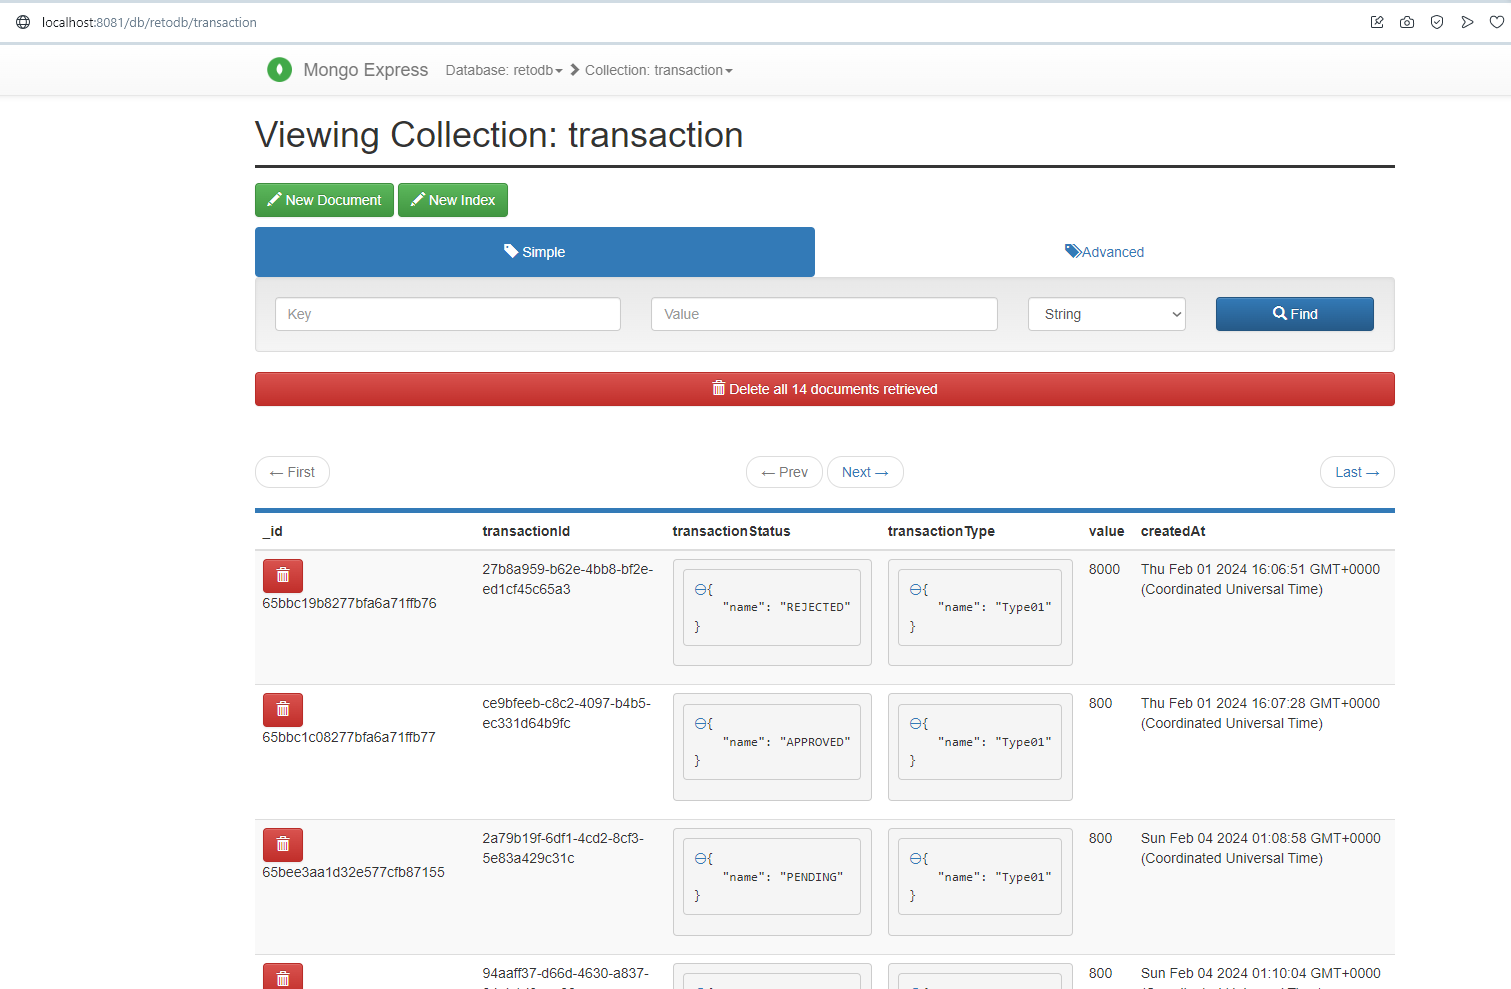 localhost:8081/db/retodb/transaction
Mongo Express Database: retodb Collection: transaction
Viewing Collection: transaction
New Document New Index
Simple Advanced
Key Value String Find
Delete all 14 documents retrieved
← First ← Prev Next → Last →
_id transactionId transactionStatus transactionType value createdAt
27b8a959-b62e-4bb8-bf2e- 8000 Thu Feb 01 2024 16:06:51 GMT+0000
ed1cf45c65a3 { { (Coordinated Universal Time)
65bbc19b8277bfa6a71ffb76 "name": "REJECTED" "name": "Type01"
} }
ce9bfeeb-c8c2-4097-b4b5- 800 Thu Feb 01 2024 16:07:28 GMT+0000
ec331d64b9fc { { (Coordinated Universal Time)
65bbc1c08277bfa6a71ffb77 "name": "APPROVED" "name": "Type01"
} }
2a79b19f-6df1-4cd2-8cf3- 800 Sun Feb 04 2024 01:08:58 GMT+0000
5e83a429c31c { { (Coordinated Universal Time)
65bee3aa1d32e577cfb87155 "name": "PENDING" "name": "Type01"
} }
94aaff37-d66d-4630-a837- 800 Sun Feb 04 2024 01:10:04 GMT+0000